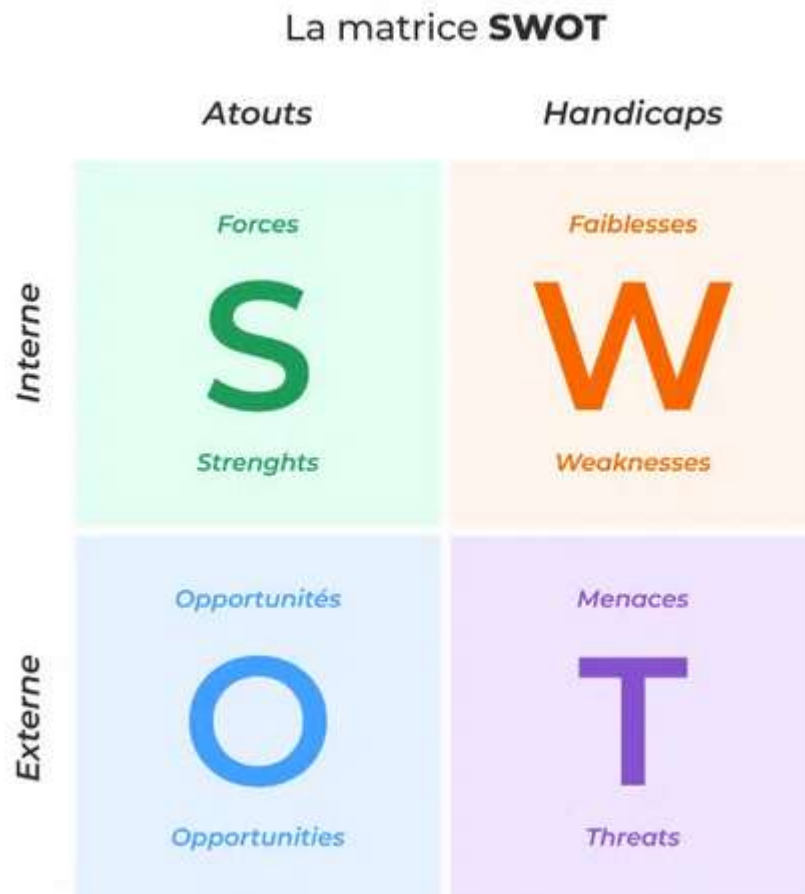 La matrice SWOT
Atouts
Handicaps
Interne
Forces
S
Strenghts
Faiblesses
W
Weaknesses
Externe
Opportunités
O
Opportunities
Menaces
T
Threats